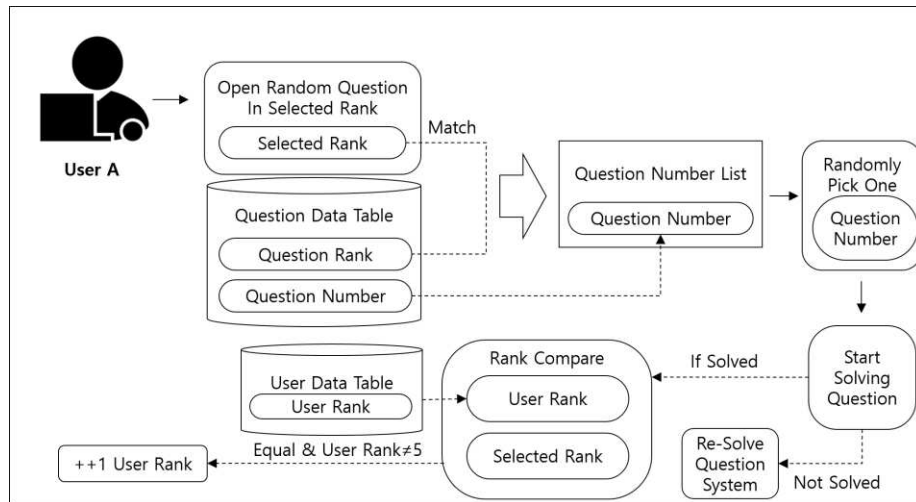 User A
Open Random Question
In Selected Rank
Selected Rank
Match
Question Data Table
Question Rank
Question Number
Question Number List
Question Number
Randomly
Pick One
Question
Number
User Data Table
User Rank
Rank Compare
User Rank
Selected Rank
If Solved
Start
Solving
Question
Equal & User Rank≠5
++1 User Rank
Re-Solve
Question
System
Not Solved